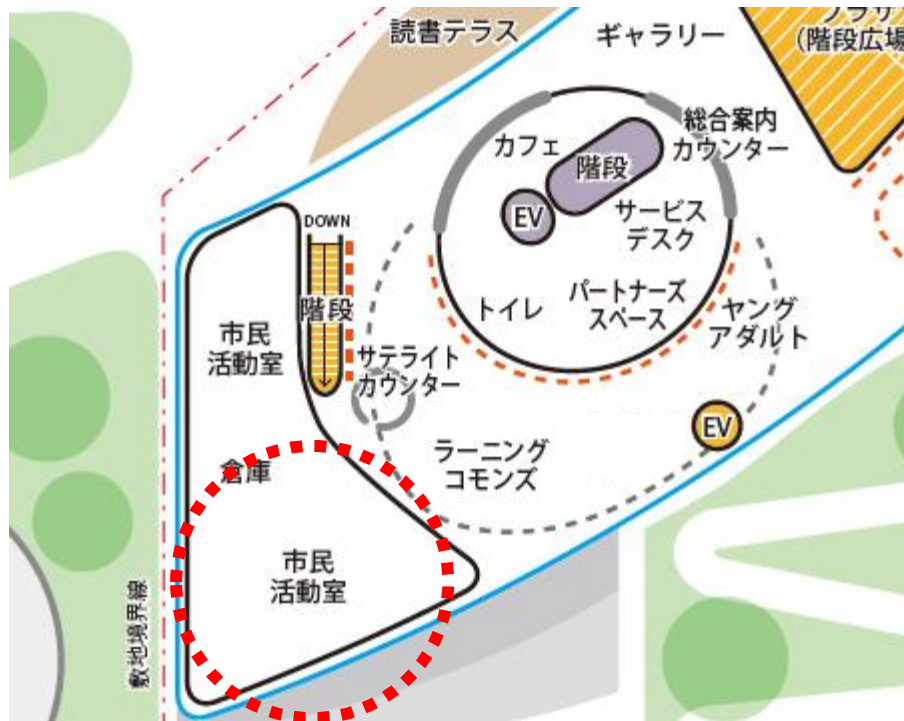 プラザ
(階段広場
読書テラス
ギャラリー
総合案内
カウンター
カフェ
階段
EV
サービス
デスク
DOWN
階段
トイレ
パートナーズ
スペース
ヤング
アダルト
市民
活動室
サテライト
カウンター
EV
ラーニング
コモンズ
倉庫
市民
活動室
敷地境界線